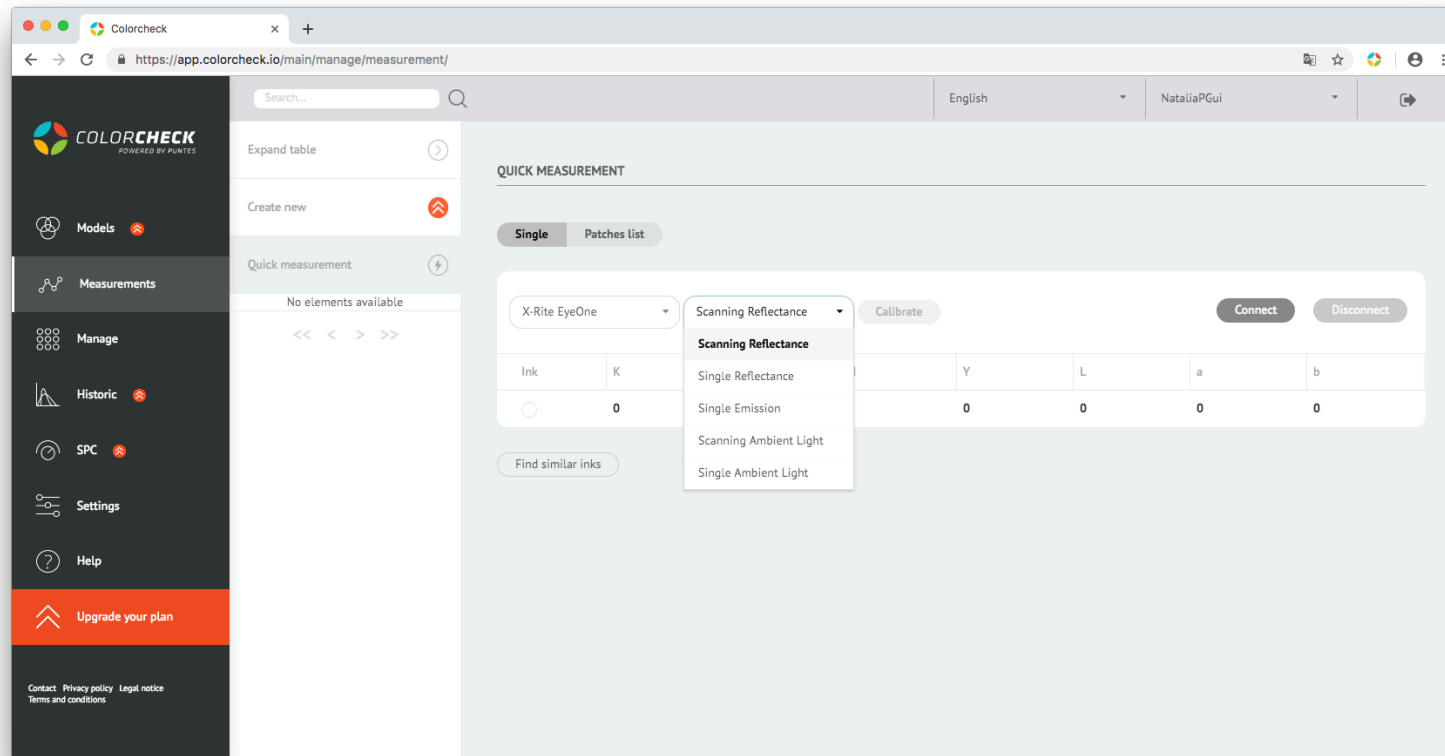 Colorcheck
https://app.colorcheck.io/main/manage/measurement/
Search...
English
NataliaPGui
COLORCHECK
POWERED BY PUNTES
Models
Measurements
Manage
Historic
SPC
Settings
Help
Upgrade your plan
Contact Privacy policy Legal notice
Terms and conditions
Expand table
Create new
Quick measurement
No elements available
<< < > >>
QUICK MEASUREMENT
Single Patches list
X-Rite EyeOne Scanning Reflectance Calibrate Connect Disconnect
Scanning Reflectance
Single Reflectance
Single Emission
Scanning Ambient Light
Single Ambient Light
Ink K Y L a b
0 0 0 0 0
Find similar inks